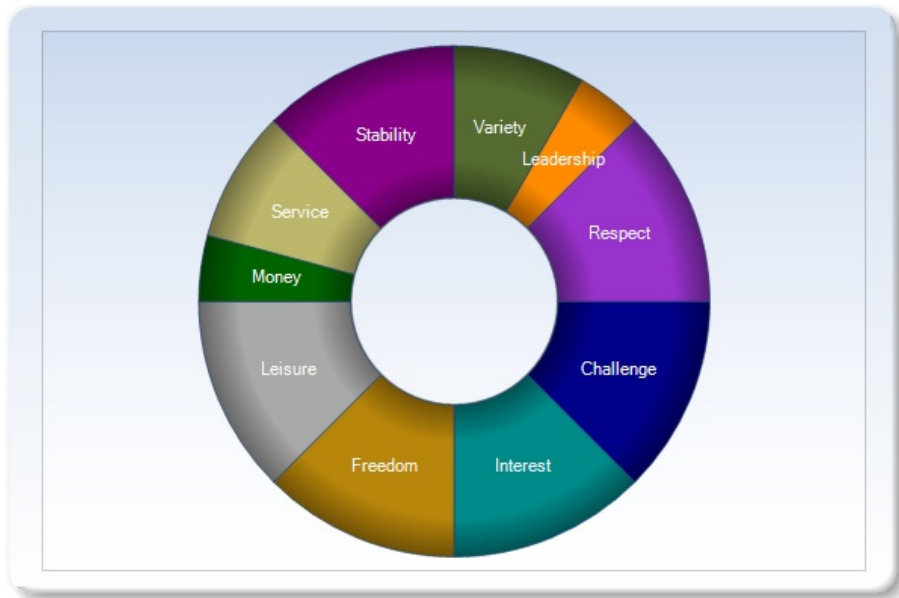 Stability
Variety
Leadership
Service
Respect
Money
Leisure
Challenge
Freedom
Interest